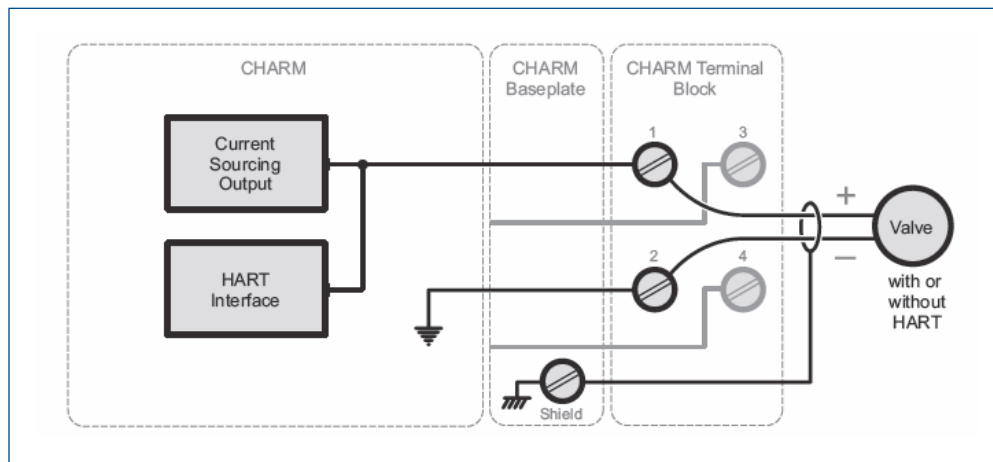 CHARM
CHARM
Baseplate
CHARM Terminal
Block
Current
Sourcing
Output
HART
Interface
1
3
2
4
+
–
Valve
with or
without
HART
Shield